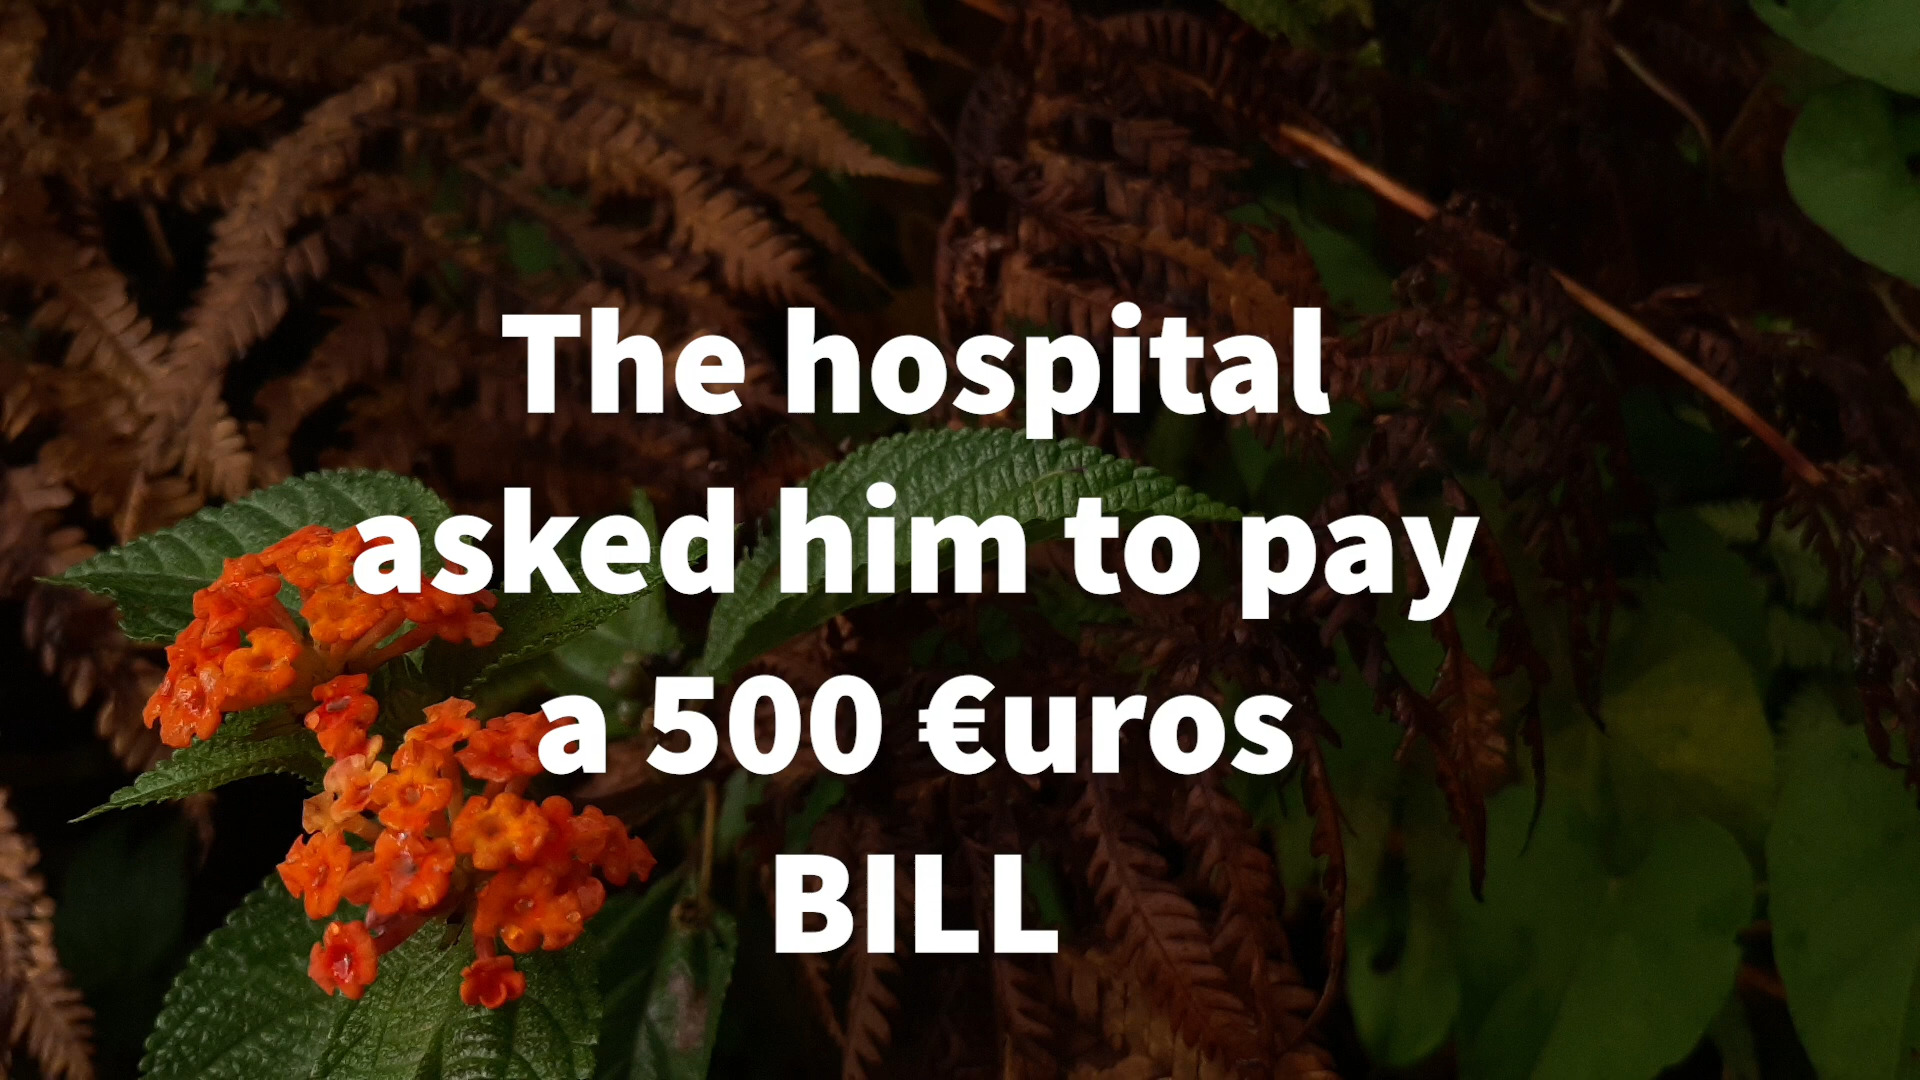 The hospital
asked him to pay
a 500 €uros
BILL